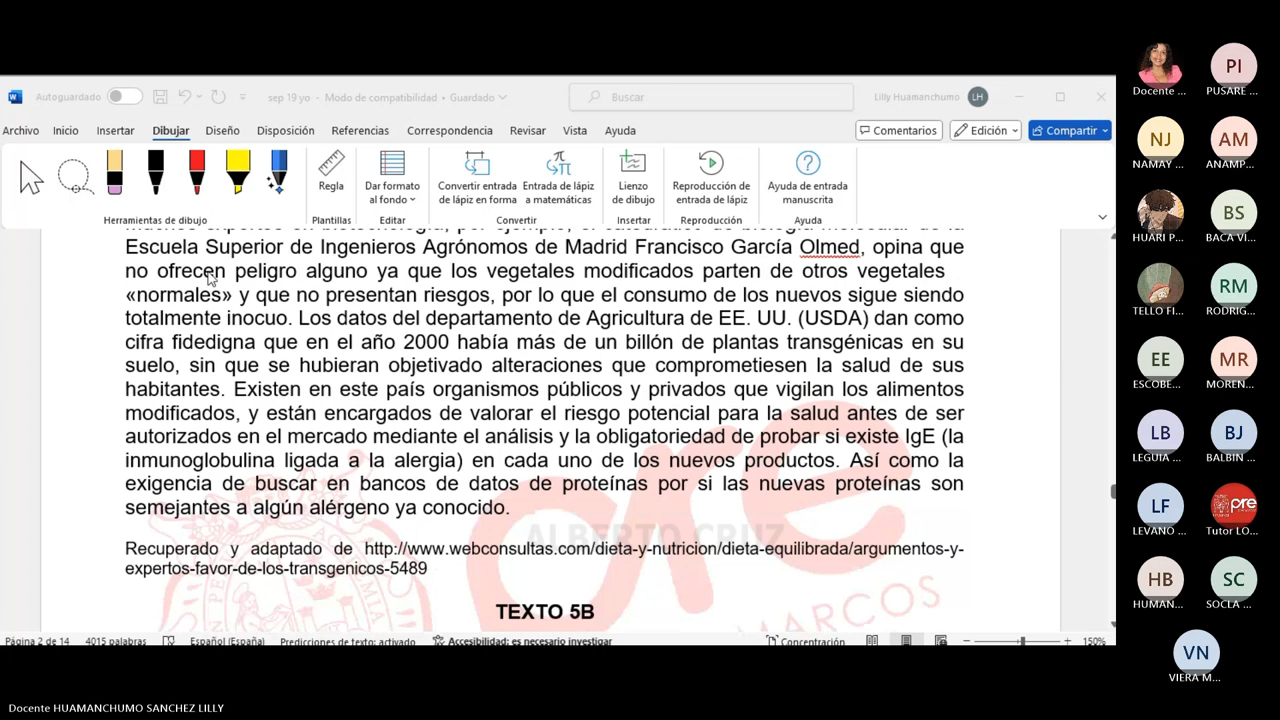 Autoguardado
sep 19 yo - Modo de compatibilidad • Guardado
Buscar
Lilly Huamanchumo
LH
Archivo Inicio Insertar Dibujar Diseño Disposición Referencias Correspondencia Revisar Vista Ayuda
Comentarios Edición Compartir
Regla
Dar formato al fondo
Convertir entrada de lápiz en forma
Entrada de lápiz a matemáticas
Lienzo de dibujo
Reproducción de entrada de lápiz
Ayuda de entrada manuscrita
Herramientas de dibujo Plantillas Editar Convertir Insertar Reproducción Ayuda
Escuela Superior de Ingenieros Agrónomos de Madrid Francisco García Olmed, opina que
no ofrecen peligro alguno ya que los vegetales modificados parten de otros vegetales
«normales» y que no presentan riesgos, por lo que el consumo de los nuevos sigue siendo
totalmente inocuo. Los datos del departamento de Agricultura de EE. UU. (USDA) dan como
cifra fidedigna que en el año 2000 había más de un billón de plantas transgénicas en su
suelo, sin que se hubieran objetivado alteraciones que comprometiesen la salud de sus
habitantes. Existen en este país organismos públicos y privados que vigilan los alimentos
modificados, y están encargados de valorar el riesgo potencial para la salud antes de ser
autorizados en el mercado mediante el análisis y la obligatoriedad de probar si existe IgE (la
inmunoglobulina ligada a la alergia) en cada uno de los nuevos productos. Así como la
exigencia de buscar en bancos de datos de proteínas por si las nuevas proteínas son
semejantes a algún alérgeno ya conocido.
ALBERTO CRUZ
pre
Recuperado y adaptado de http://www.webconsultas.com/dieta-y-nutricion/dieta-equilibrada/argumentos-y-
expertos-favor-de-los-transgenicos-5489
MARCOS
TEXTO 5B
Página 2 de 14 4015 palabras Español (España) Predicciones de texto: activado Accesibilidad: es necesario investigar Concentración 150%
Docente ...
PI
PUSARE ...
NJ
NAMAY ...
AM
ANAMP...
HUARI P...
BS
BACA VI...
TELLO FI...
RM
RODRIG...
EE
ESCOBE...
MR
MOREN...
LB
LEGUIA ...
BJ
BALBIN ...
LF
LEVANO ...
pre
Tutor LO...
HB
HUMAN...
SC
SOCLA ...
VN
VIERA M...
Docente HUAMANCHUMO SANCHEZ LILLY